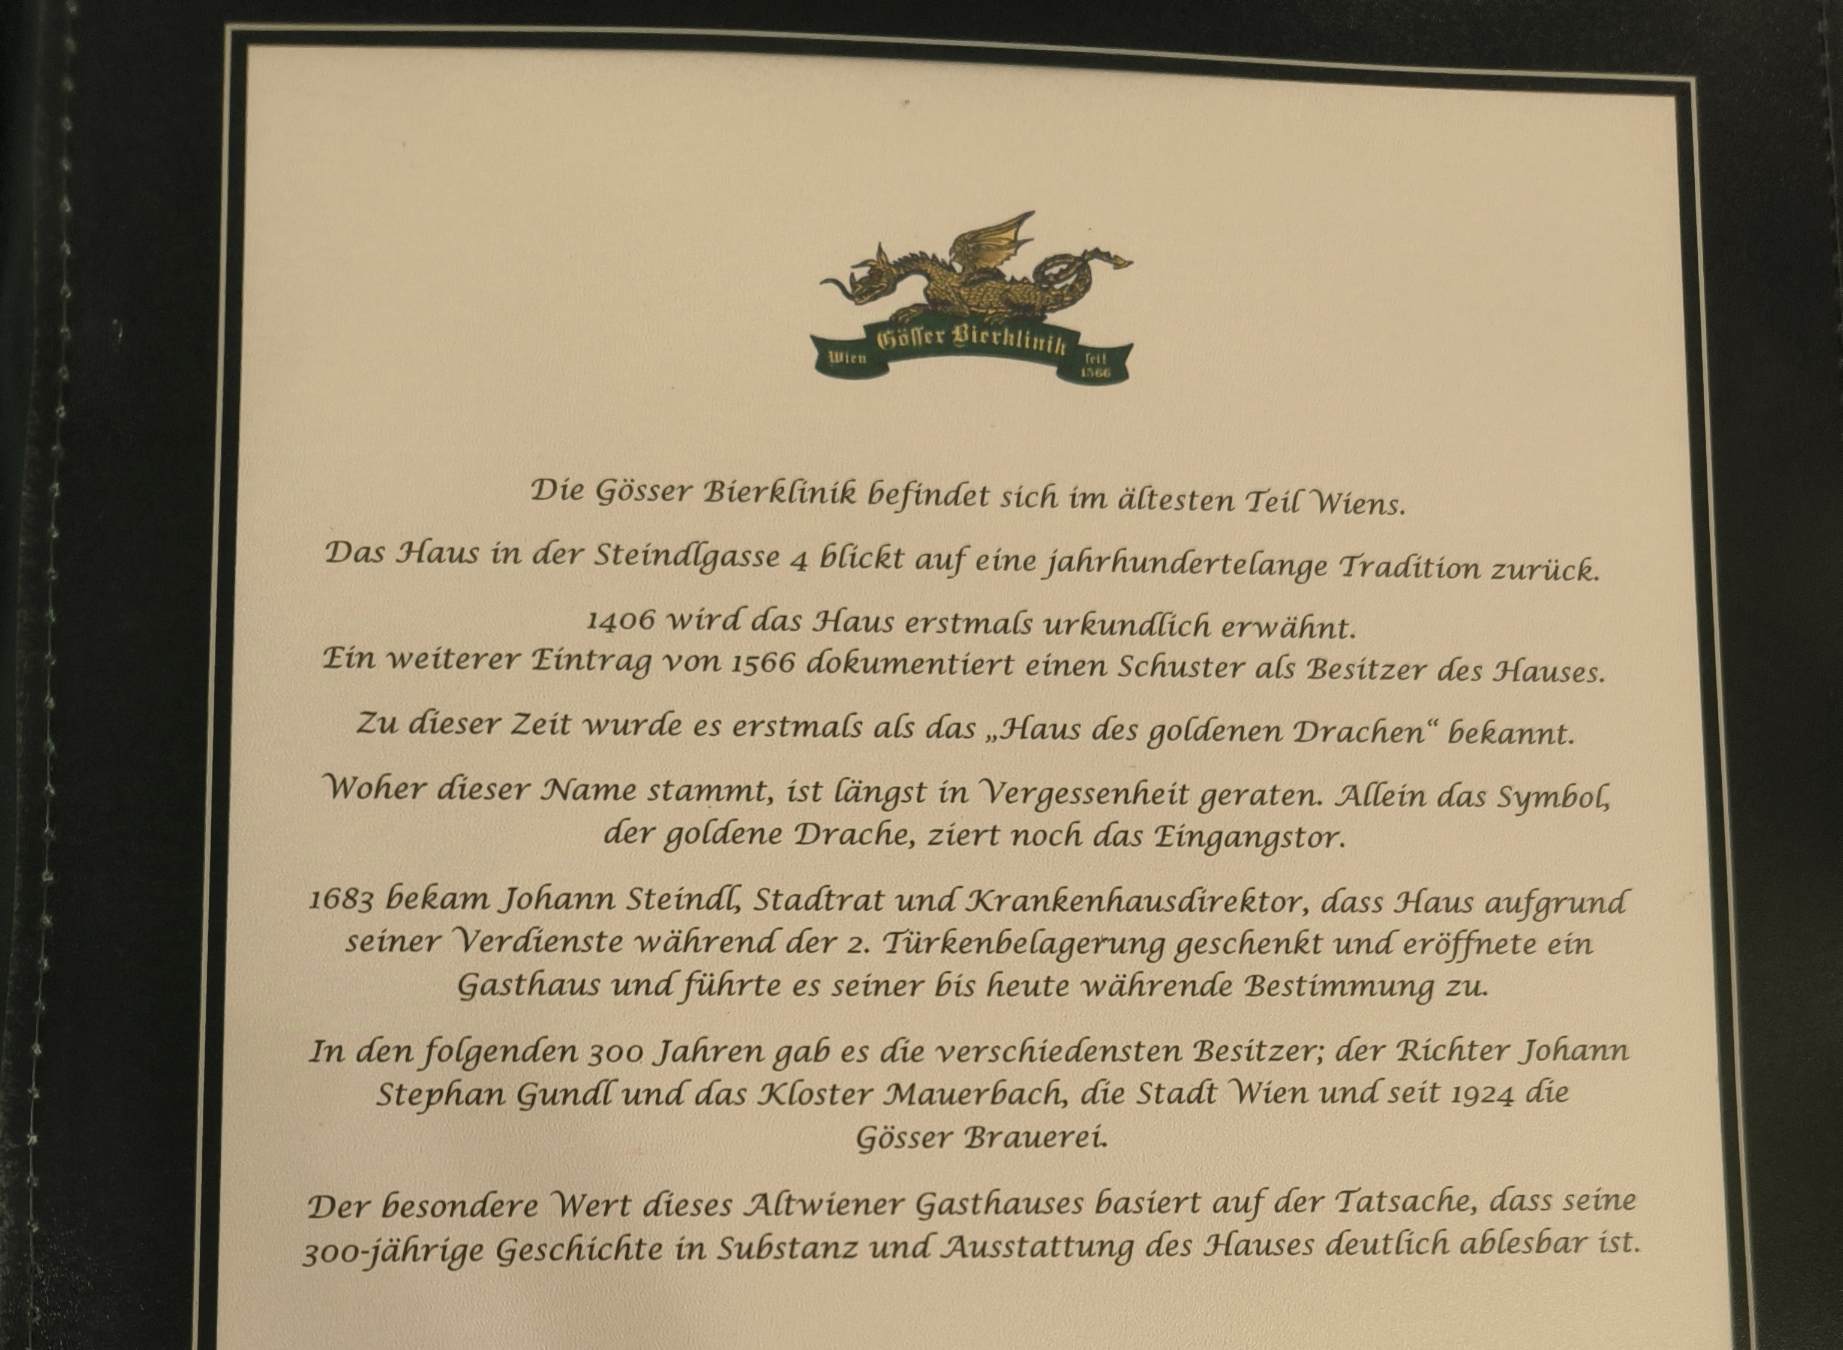 Wien Gösser Bierklinik seit 1566
Die Gösser Bierklinik befindet sich im ältesten Teil Wiens.
Das Haus in der Steindlgasse 4 blickt auf eine jahrhundertelange Tradition zurück.
1406 wird das Haus erstmals urkundlich erwähnt.
Ein weiterer Eintrag von 1566 dokumentiert einen Schuster als Besitzer des Hauses.
Zu dieser Zeit wurde es erstmals als das „Haus des goldenen Drachen“ bekannt.
Woher dieser Name stammt, ist längst in Vergessenheit geraten. Allein das Symbol,
der goldene Drache, ziert noch das Eingangstor.
1683 bekam Johann Steindl, Stadtrat und Krankenhausdirektor, dass Haus aufgrund
seiner Verdienste während der 2. Türkenbelagerung geschenkt und eröffnete ein
Gasthaus und führte es seiner bis heute währende Bestimmung zu.
In den folgenden 300 Jahren gab es die verschiedensten Besitzer; der Richter Johann
Stephan Gundl und das Kloster Mauerbach, die Stadt Wien und seit 1924 die
Gösser Brauerei.
Der besondere Wert dieses Altwiener Gasthauses basiert auf der Tatsache, dass seine
300-jährige Geschichte in Substanz und Ausstattung des Hauses deutlich ablesbar ist.